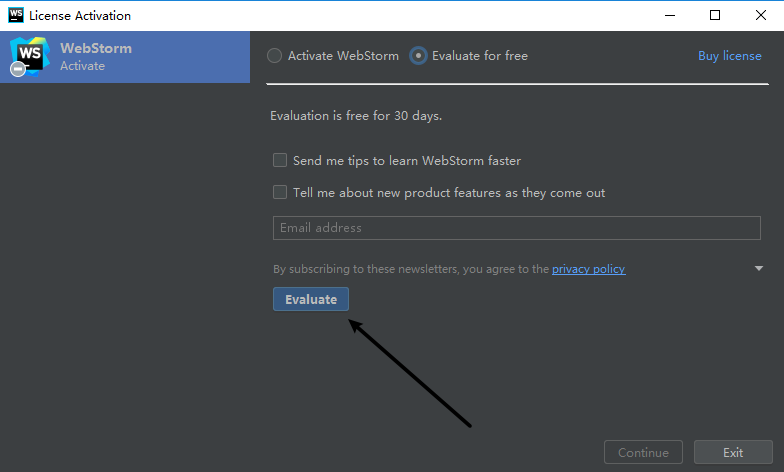 WS License Activation
WS WebStorm
Activate
Activate WebStorm Evaluate for free Buy license
Evaluation is free for 30 days.
Send me tips to learn WebStorm faster
Tell me about new product features as they come out
Email address
By subscribing to these newsletters, you agree to the privacy policy
Evaluate
Continue Exit